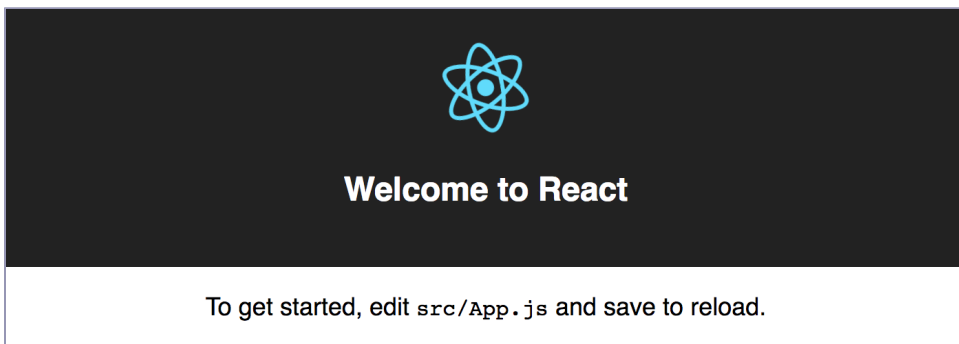 Welcome to React
To get started, edit src/App.js and save to reload.